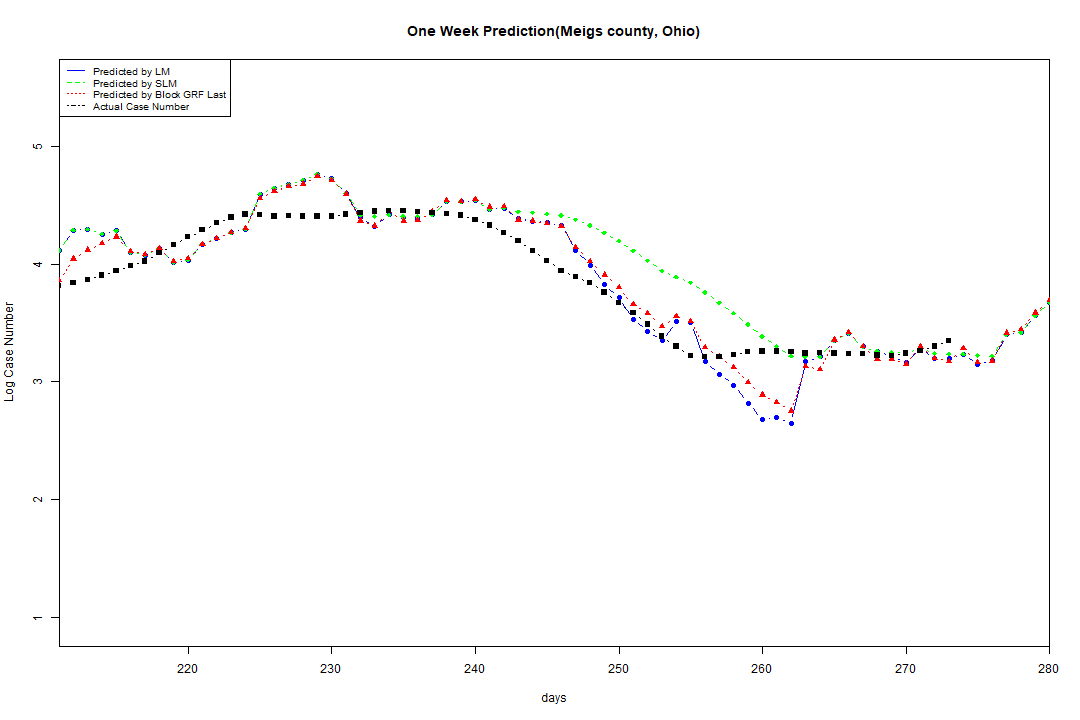 One Week Prediction(Meigs county, Ohio)
Predicted by LM
Predicted by SLM
Predicted by Block GRF Last
Actual Case Number
5
4
3
2
1
Log Case Number
220 230 240 250 260 270 280
days